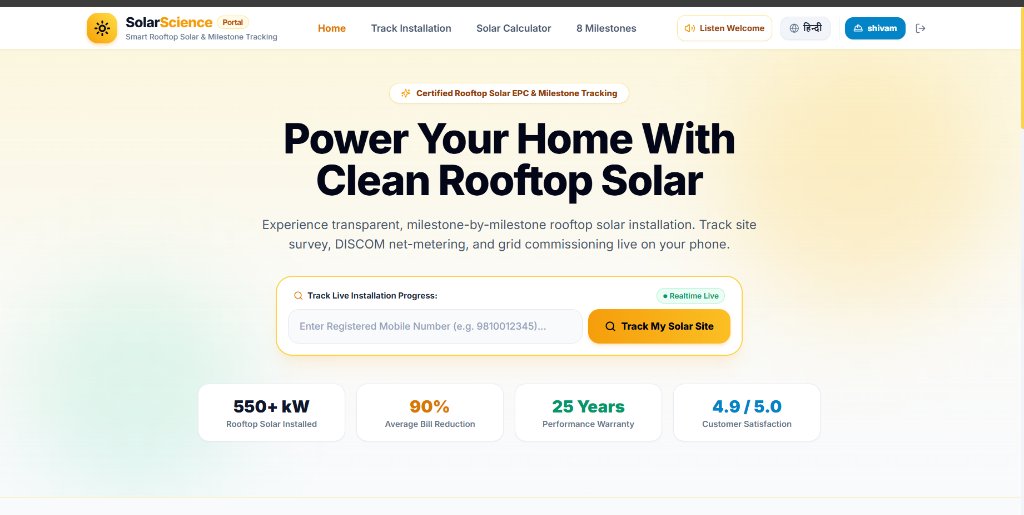 SolarScience Portal
Smart Rooftop Solar & Milestone Tracking
Home
Track Installation
Solar Calculator
8 Milestones
Listen Welcome
हिन्दी
shivam
Certified Rooftop Solar EPC & Milestone Tracking
Power Your Home With
Clean Rooftop Solar
Experience transparent, milestone-by-milestone rooftop solar installation. Track site
survey, DISCOM net-metering, and grid commissioning live on your phone.
Track Live Installation Progress:
Realtime Live
Enter Registered Mobile Number (e.g. 9810012345)...
Track My Solar Site
550+ kW
Rooftop Solar Installed
90%
Average Bill Reduction
25 Years
Performance Warranty
4.9 / 5.0
Customer Satisfaction